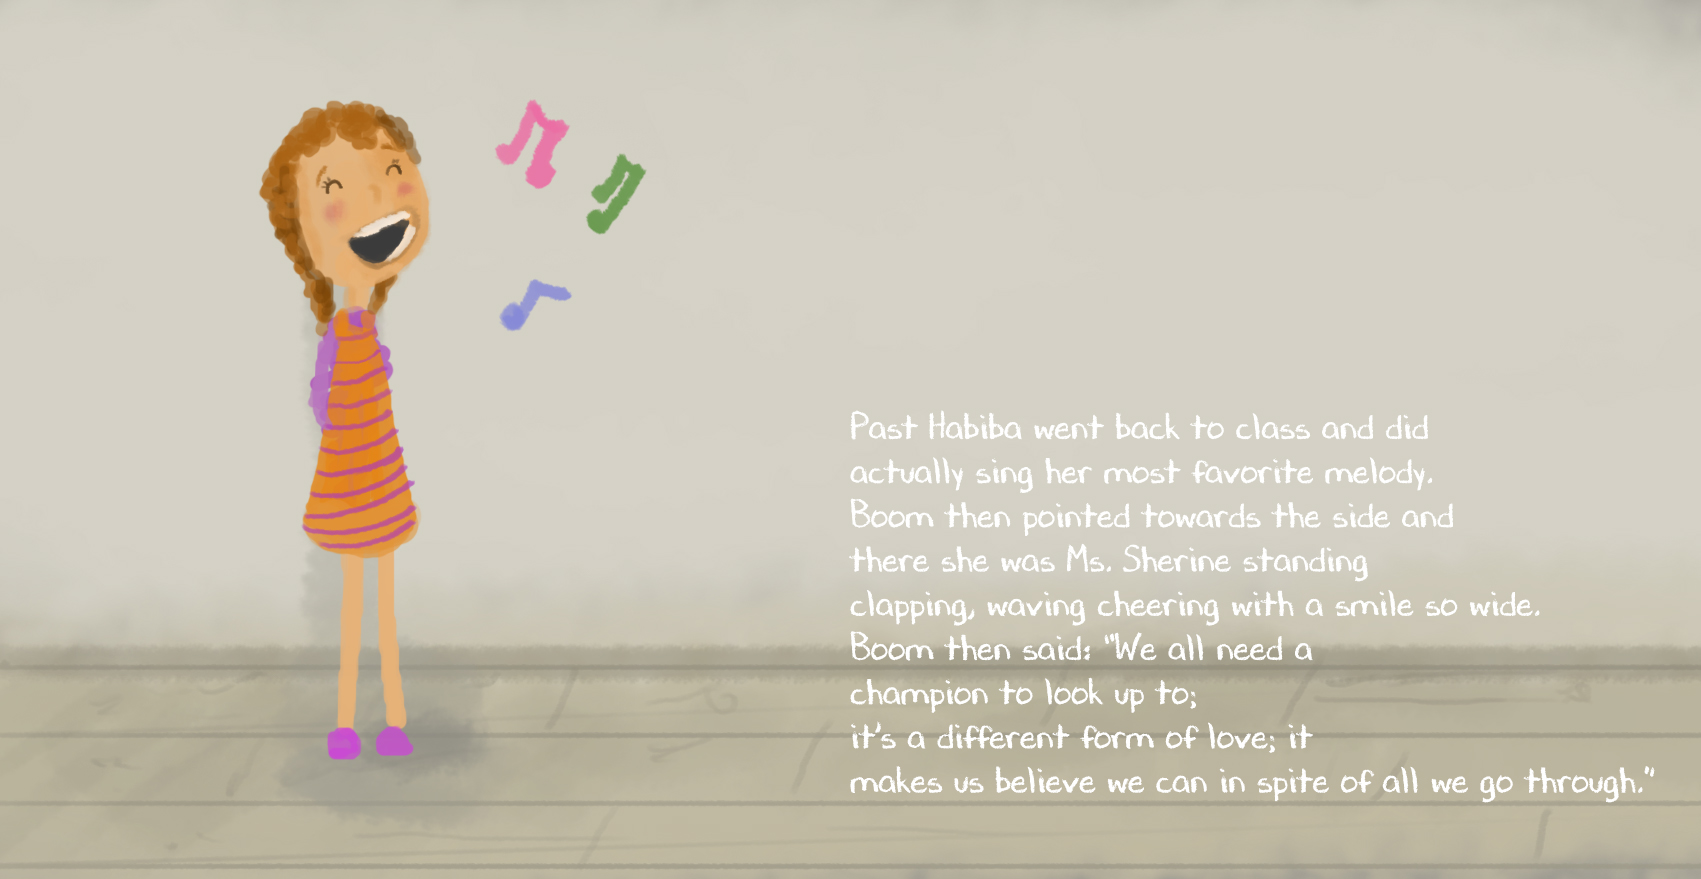 Past Habiba went back to class and did
actually sing her most favorite melody.
Boom then pointed towards the side and
there she was Ms. Sherine standing
clapping, waving cheering with a smile so wide.
Boom then said: "We all need a
champion to look up to;
it's a different form of love; it
makes us believe we can in spite of all we go through."